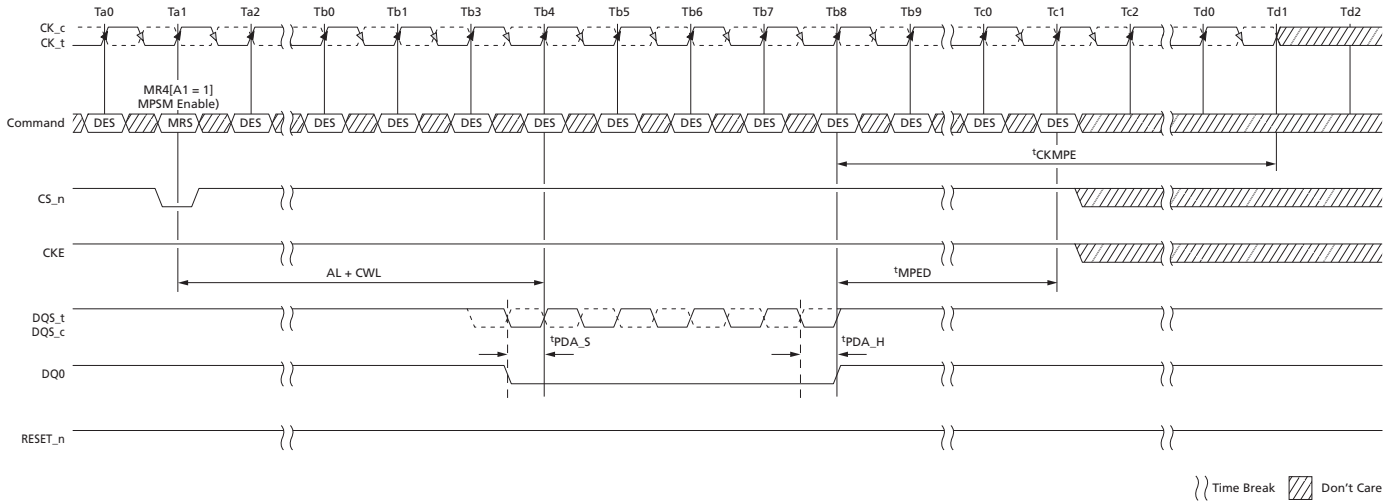 Ta0 Ta1 Ta2 Tb0 Tb1 Tb3 Tb4 Tb5 Tb6 Tb7 Tb8 Tb9 Tc0 Tc1 Tc2 Td0 Td1 Td2
CK_c
CK_t
MR4[A1 = 1]
MPSM Enable)
Command DES MRS DES DES DES DES DES DES DES DES DES DES DES DES
tCKMPE
CS_n
CKE
AL + CWL tMPED
DQS_t
DQS_c
tPDA_S tPDA_H
DQ0
RESET_n
Time Break Don't Care